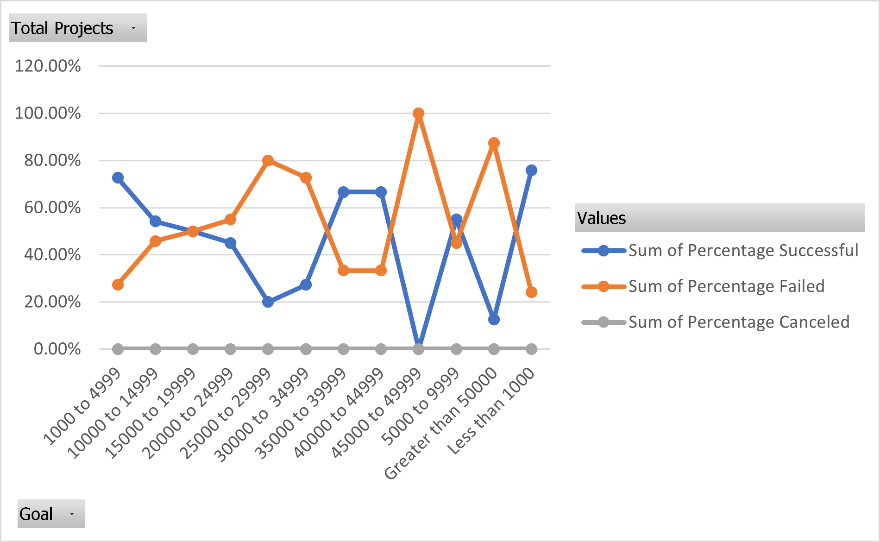 Total Projects
120.00%
100.00%
80.00%
60.00%
40.00%
20.00%
0.00%
1000 to 4999
10000 to 14999
15000 to 19999
20000 to 24999
25000 to 29999
30000 to 34999
35000 to 39999
40000 to 44999
45000 to 49999
5000 to 9999
Greater than 50000
Less than 1000
Values
Sum of Percentage Successful
Sum of Percentage Failed
Sum of Percentage Canceled
Goal